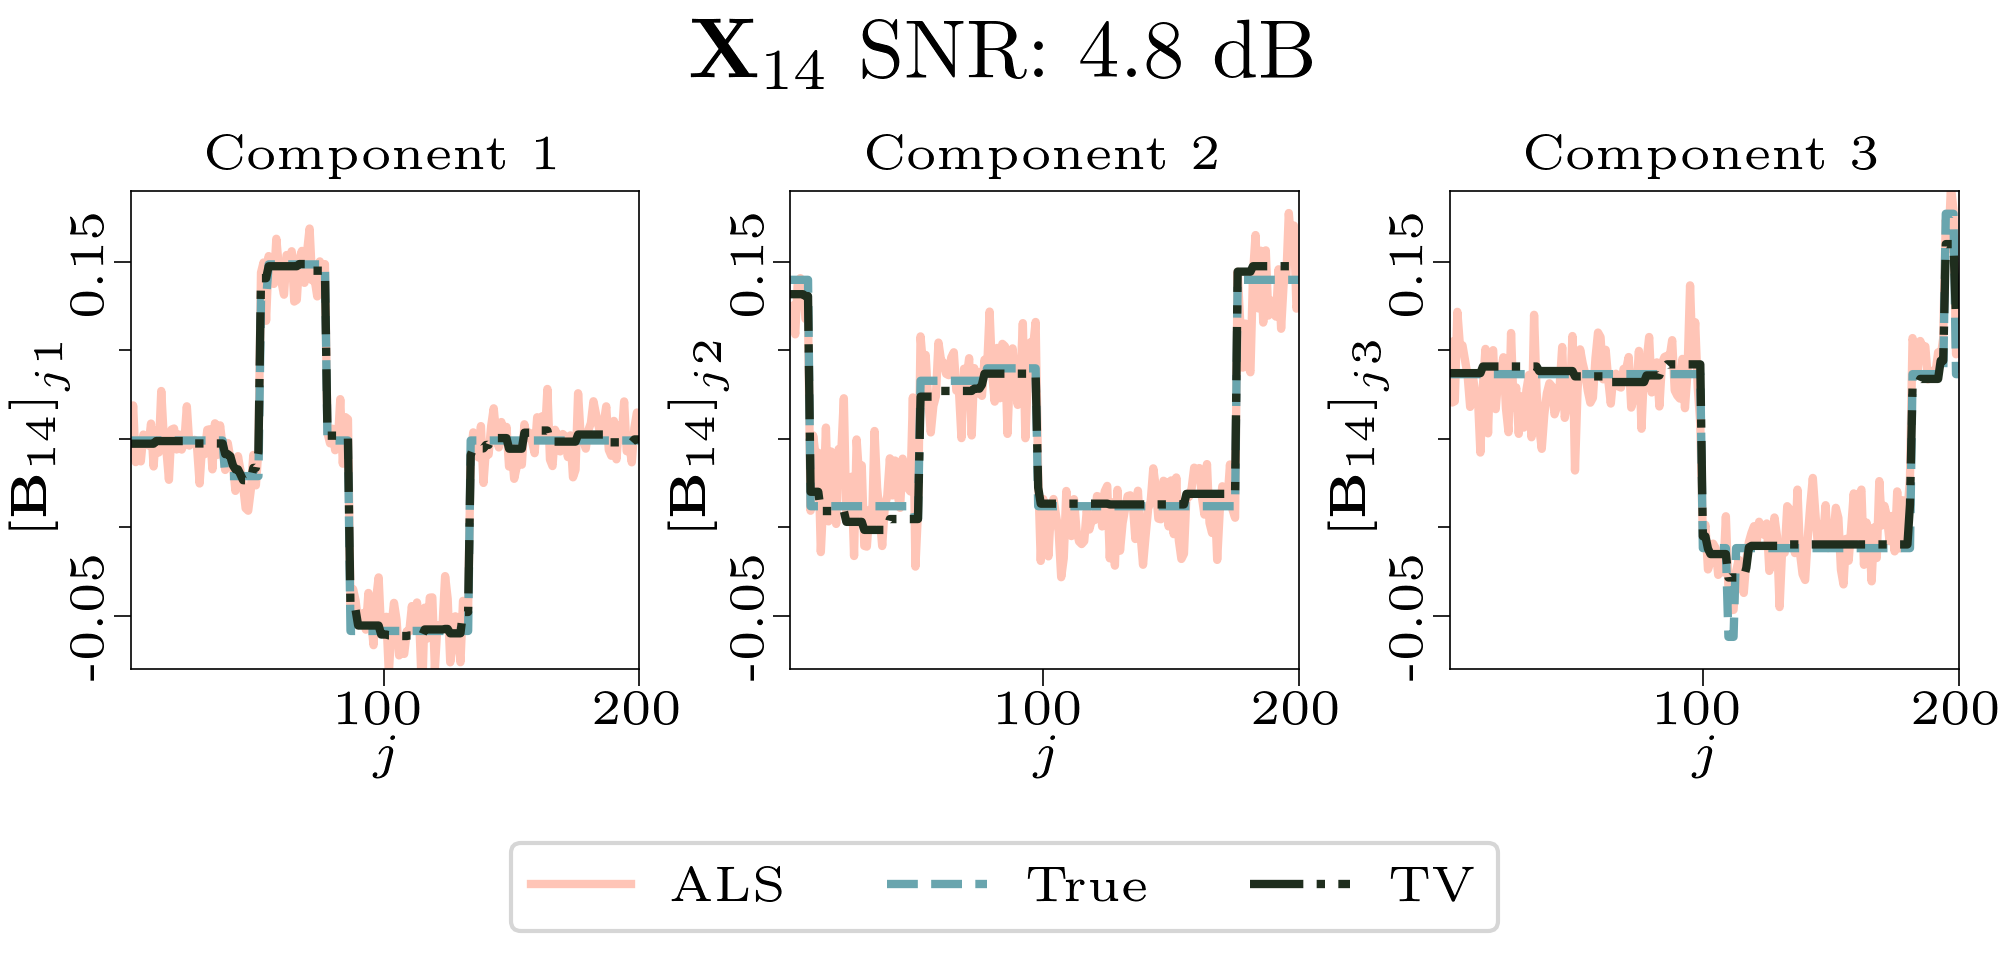 X14 SNR: 4.8 dB
Component 1
Component 2
Component 3
[B14]j1
0.15
-0.05
[B14]j2
0.15
-0.05
[B14]j3
0.15
-0.05
100 200
100 200
100 200
j
j
j
ALS True TV